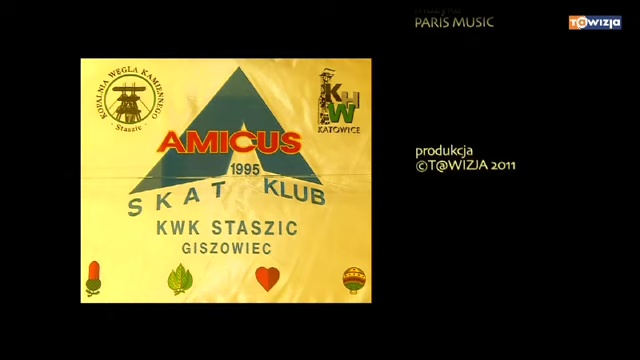 PARIS MUSIC
T@wizja
KOPALNIA WĘGLA KAMIENNEGO
- Staszic -
KHW
KATOWICE
AMICUS
1995
SKAT KLUB
KWK STASZIC
GISZOWIEC
produkcja
©T@WIZJA 2011